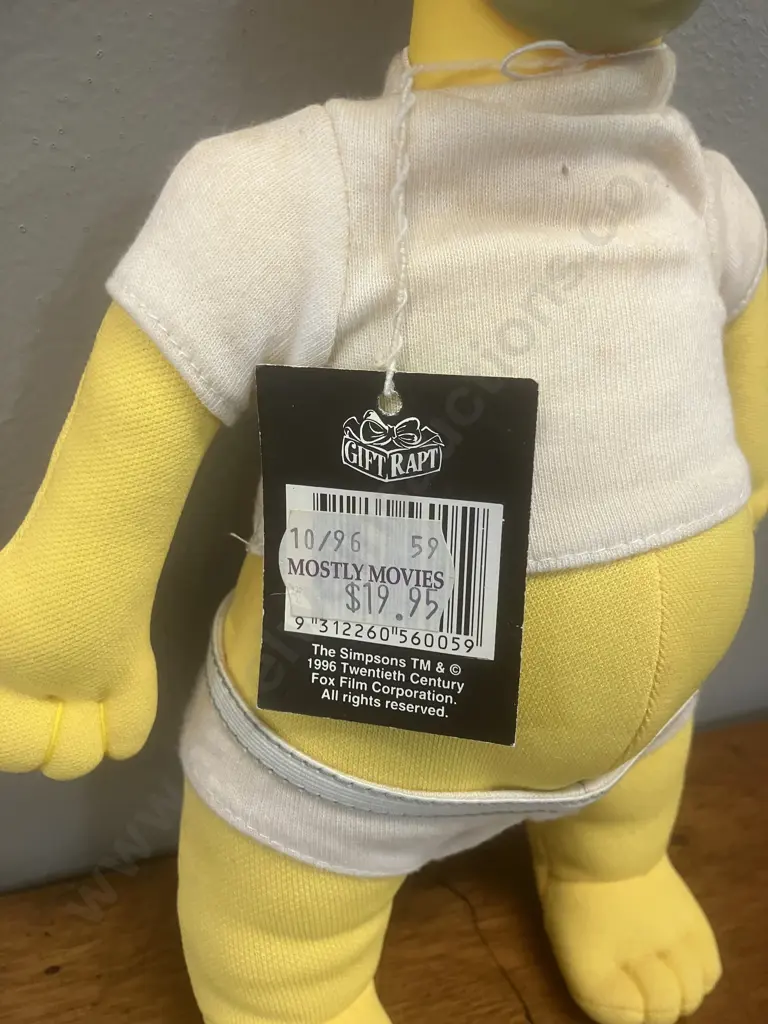 GIFT RAPT
10/96 59
MOSTLY MOVIES
$19.95
9 "312260"560059"
The Simpsons TM & ©
1996 Twentieth Century
Fox Film Corporation.
All rights reserved.